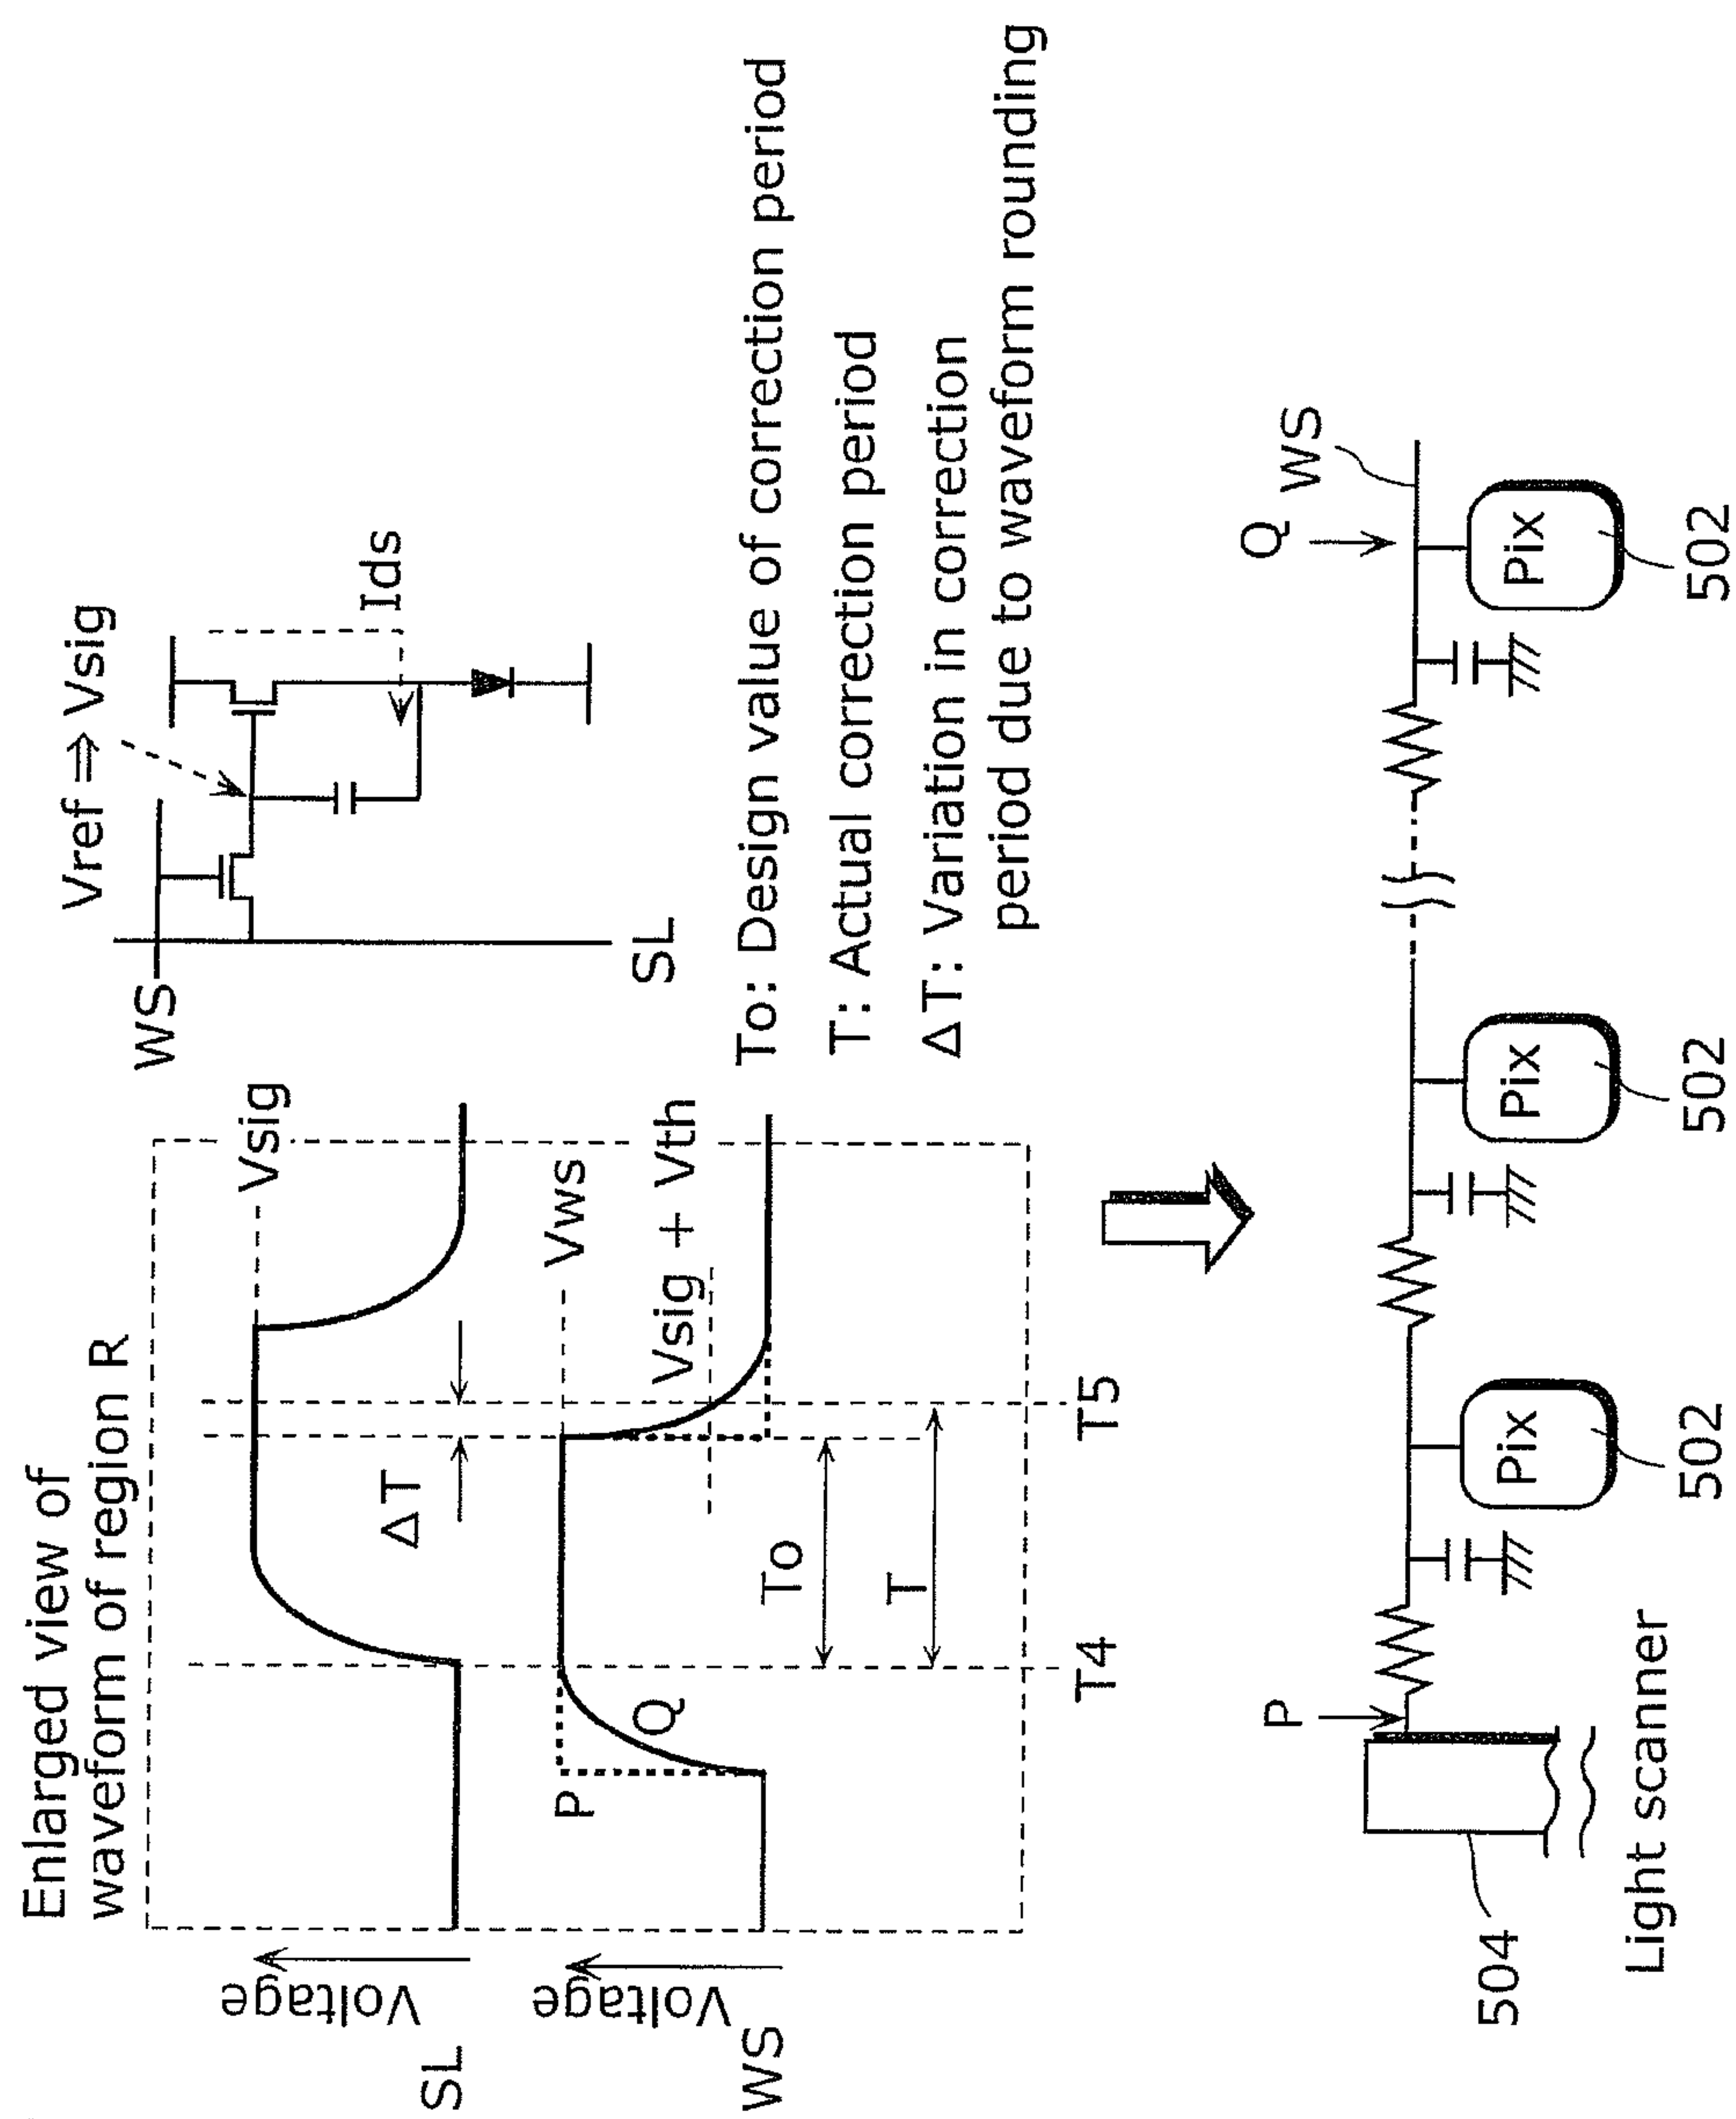 Enlarged view of
waveform of region R
SL
Voltage
Vsig
ΔT
WS
Voltage
P
Q
Vws
Vsig + Vth
To
T
T4
T5
Vref ⇒ Vsig
WS
Ids
SL
To: Design value of correction period
T: Actual correction period
ΔT: Variation in correction
period due to waveform rounding
P
Q
WS
Pix
Pix
Pix
504
502
502
502
Light scanner